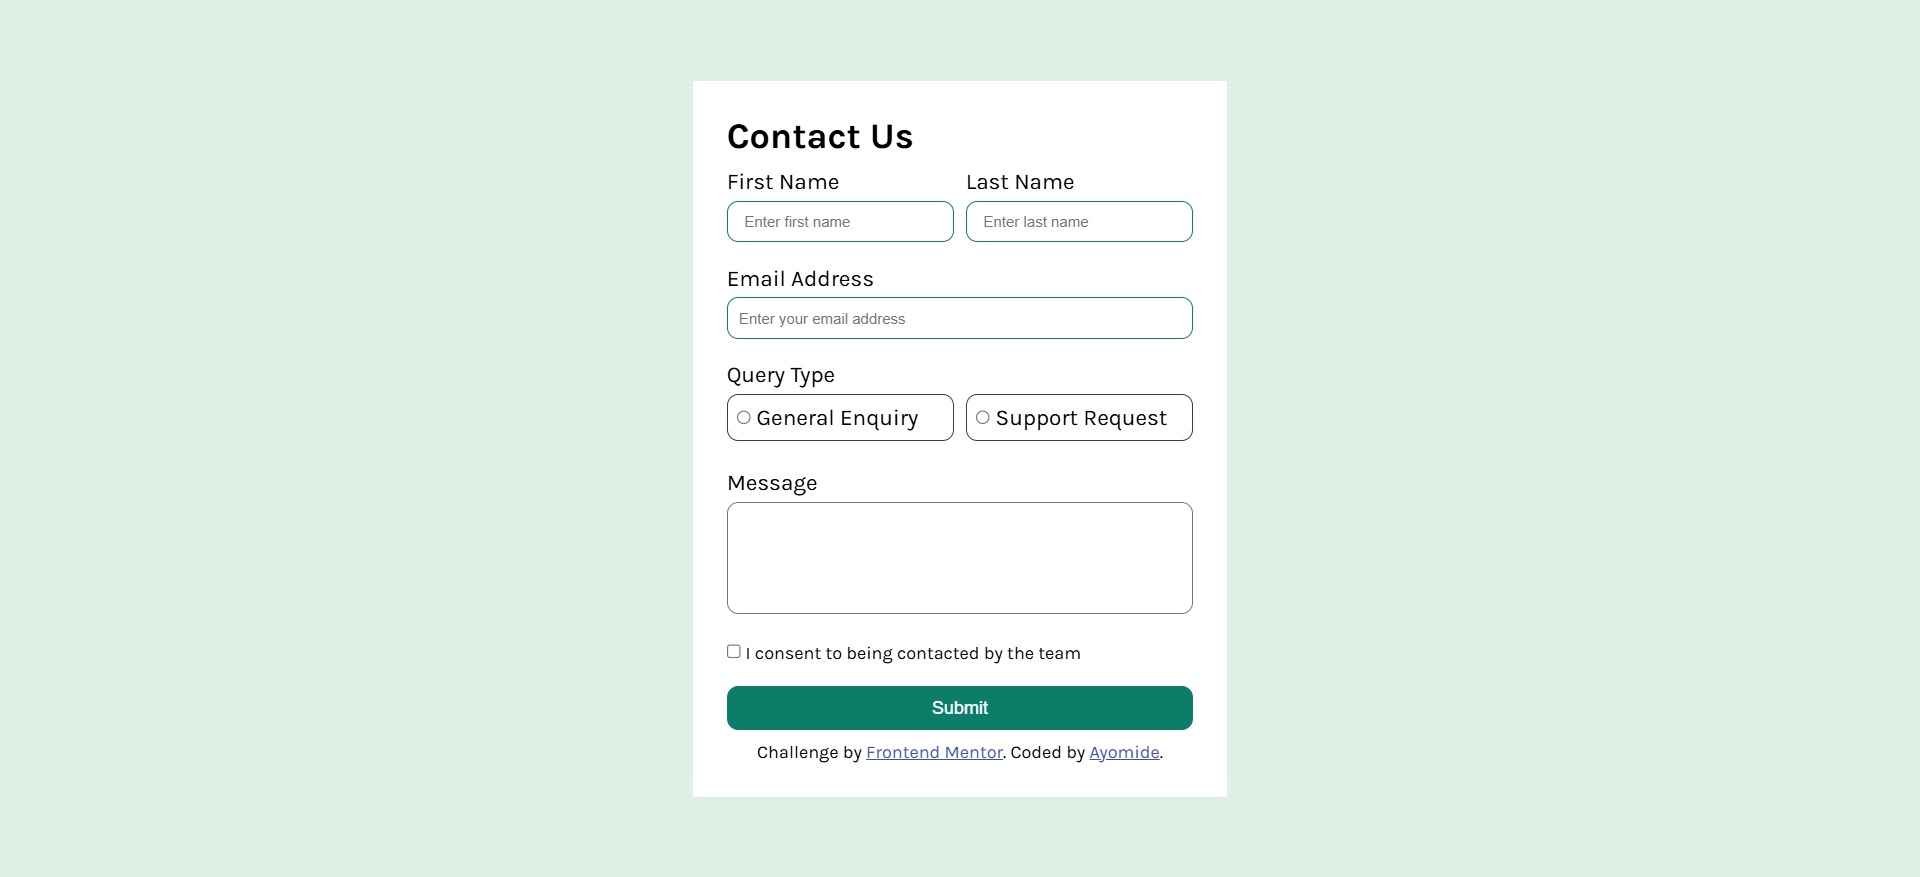 Contact Us
First Name Last Name
Enter first name Enter last name
Email Address
Enter your email address
Query Type
General Enquiry Support Request
Message
I consent to being contacted by the team
Submit
Challenge by Frontend Mentor. Coded by Ayomide.